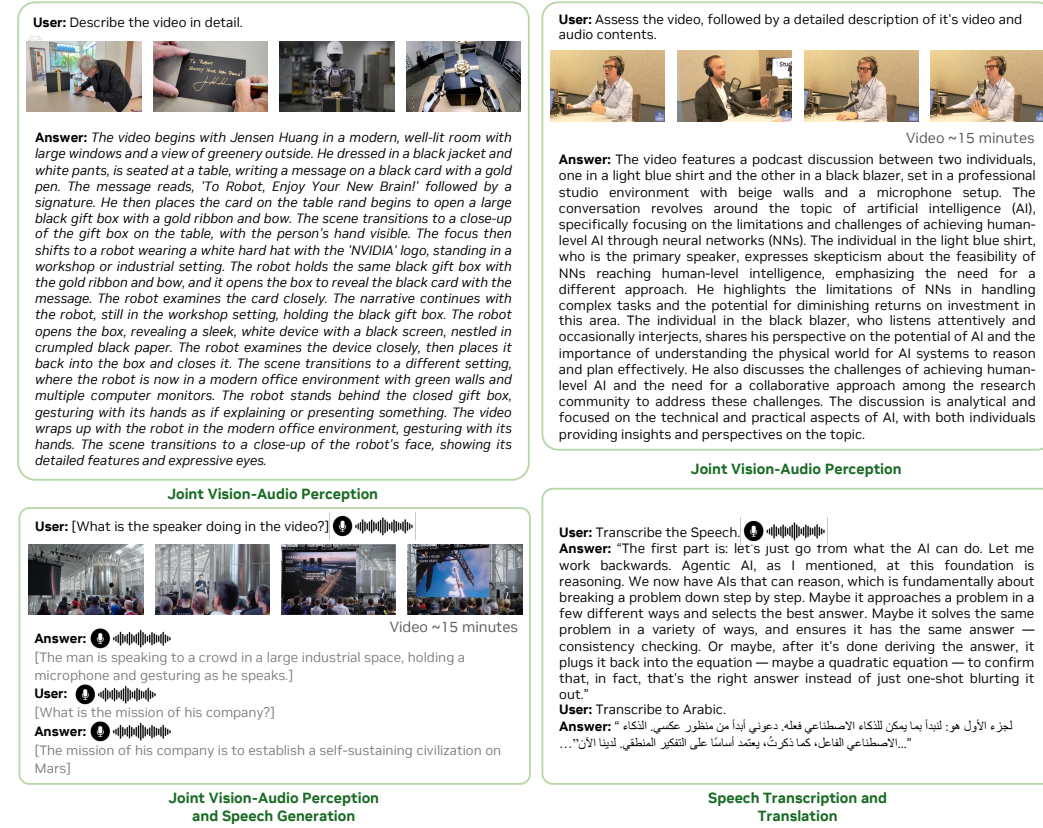 User: Describe the video in detail.
TO ROBOT
ENJOY YOUR NEW BRAIN!
Answer: The video begins with Jensen Huang in a modern, well-lit room with
large windows and a view of greenery outside. He dressed in a black jacket and
white pants, is seated at a table, writing a message on a black card with a gold
pen. The message reads, 'To Robot, Enjoy Your New Brain!' followed by a
signature. He then places the card on the table rand begins to open a large
black gift box with a gold ribbon and bow. The scene transitions to a close-up
of the gift box on the table, with the person's hand visible. The focus then
shifts to a robot wearing a white hard hat with the 'NVIDIA' logo, standing in a
workshop or industrial setting. The robot holds the same black gift box with
the gold ribbon and bow, and it opens the box to reveal the black card with the
message. The robot examines the card closely. The narrative continues with
the robot, still in the workshop setting, holding the black gift box. The robot
opens the box, revealing a sleek, white device with a black screen, nestled in
crumpled black paper. The robot examines the device closely, then places it
back into the box and closes it. The scene transitions to a different setting,
where the robot is now in a modern office environment with green walls and
multiple computer monitors. The robot stands behind the closed gift box,
gesturing with its hands as if explaining or presenting something. The video
wraps up with the robot in the modern office environment, gesturing with its
hands. The scene transitions to a close-up of the robot's face, showing its
detailed features and expressive eyes.
Joint Vision-Audio Perception
User: Assess the video, followed by a detailed description of it's video and
audio contents.
Stud
Video ~15 minutes
Answer: The video features a podcast discussion between two individuals,
one in a light blue shirt and the other in a black blazer, set in a professional
studio environment with beige walls and a microphone setup. The
conversation revolves around the topic of artificial intelligence (AI),
specifically focusing on the limitations and challenges of achieving human-
level AI through neural networks (NNs). The individual in the light blue shirt,
who is the primary speaker, expresses skepticism about the feasibility of
NNs reaching human-level intelligence, emphasizing the need for a
different approach. He highlights the limitations of NNs in handling
complex tasks and the potential for diminishing returns on investment in
this area. The individual in the black blazer, who listens attentively and
occasionally interjects, shares his perspective on the potential of AI and the
importance of understanding the physical world for AI systems to reason
and plan effectively. He also discusses the challenges of achieving human-
level AI and the need for a collaborative approach among the research
community to address these challenges. The discussion is analytical and
focused on the technical and practical aspects of AI, with both individuals
providing insights and perspectives on the topic.
Joint Vision-Audio Perception
User: [What is the speaker doing in the video?]
Video ~15 minutes
Answer:
[The man is speaking to a crowd in a large industrial space, holding a
microphone and gesturing as he speaks.]
User:
[What is the mission of his company?]
Answer:
[The mission of his company is to establish a self-sustaining civilization on
Mars]
Joint Vision-Audio Perception
and Speech Generation
User: Transcribe the Speech.
Answer: “The first part is: let's just go from what the AI can do. Let me
work backwards. Agentic AI, as I mentioned, at this foundation is
reasoning. We now have AIs that can reason, which is fundamentally about
breaking a problem down step by step. Maybe it approaches a problem in a
few different ways and selects the best answer. Maybe it solves the same
problem in a variety of ways, and ensures it has the same answer —
consistency checking. Or maybe, after it's done deriving the answer, it
plugs it back into the equation — maybe a quadratic equation — to confirm
that, in fact, that's the right answer instead of just one-shot blurting it
out.”
User: Transcribe to Arabic.
Answer: “ لجزء الأول هو: لنبدأ بما يمكن للذكاء الاصطناعي فعله. دعوني أبدأ من منظور عكسي. الذكاء
...”الاصطناعي الفاعل، كما ذكرتُ، يعتمد أساسًا على التفكير المنطقي. لدينا الآن...”
Speech Transcription and
Translation